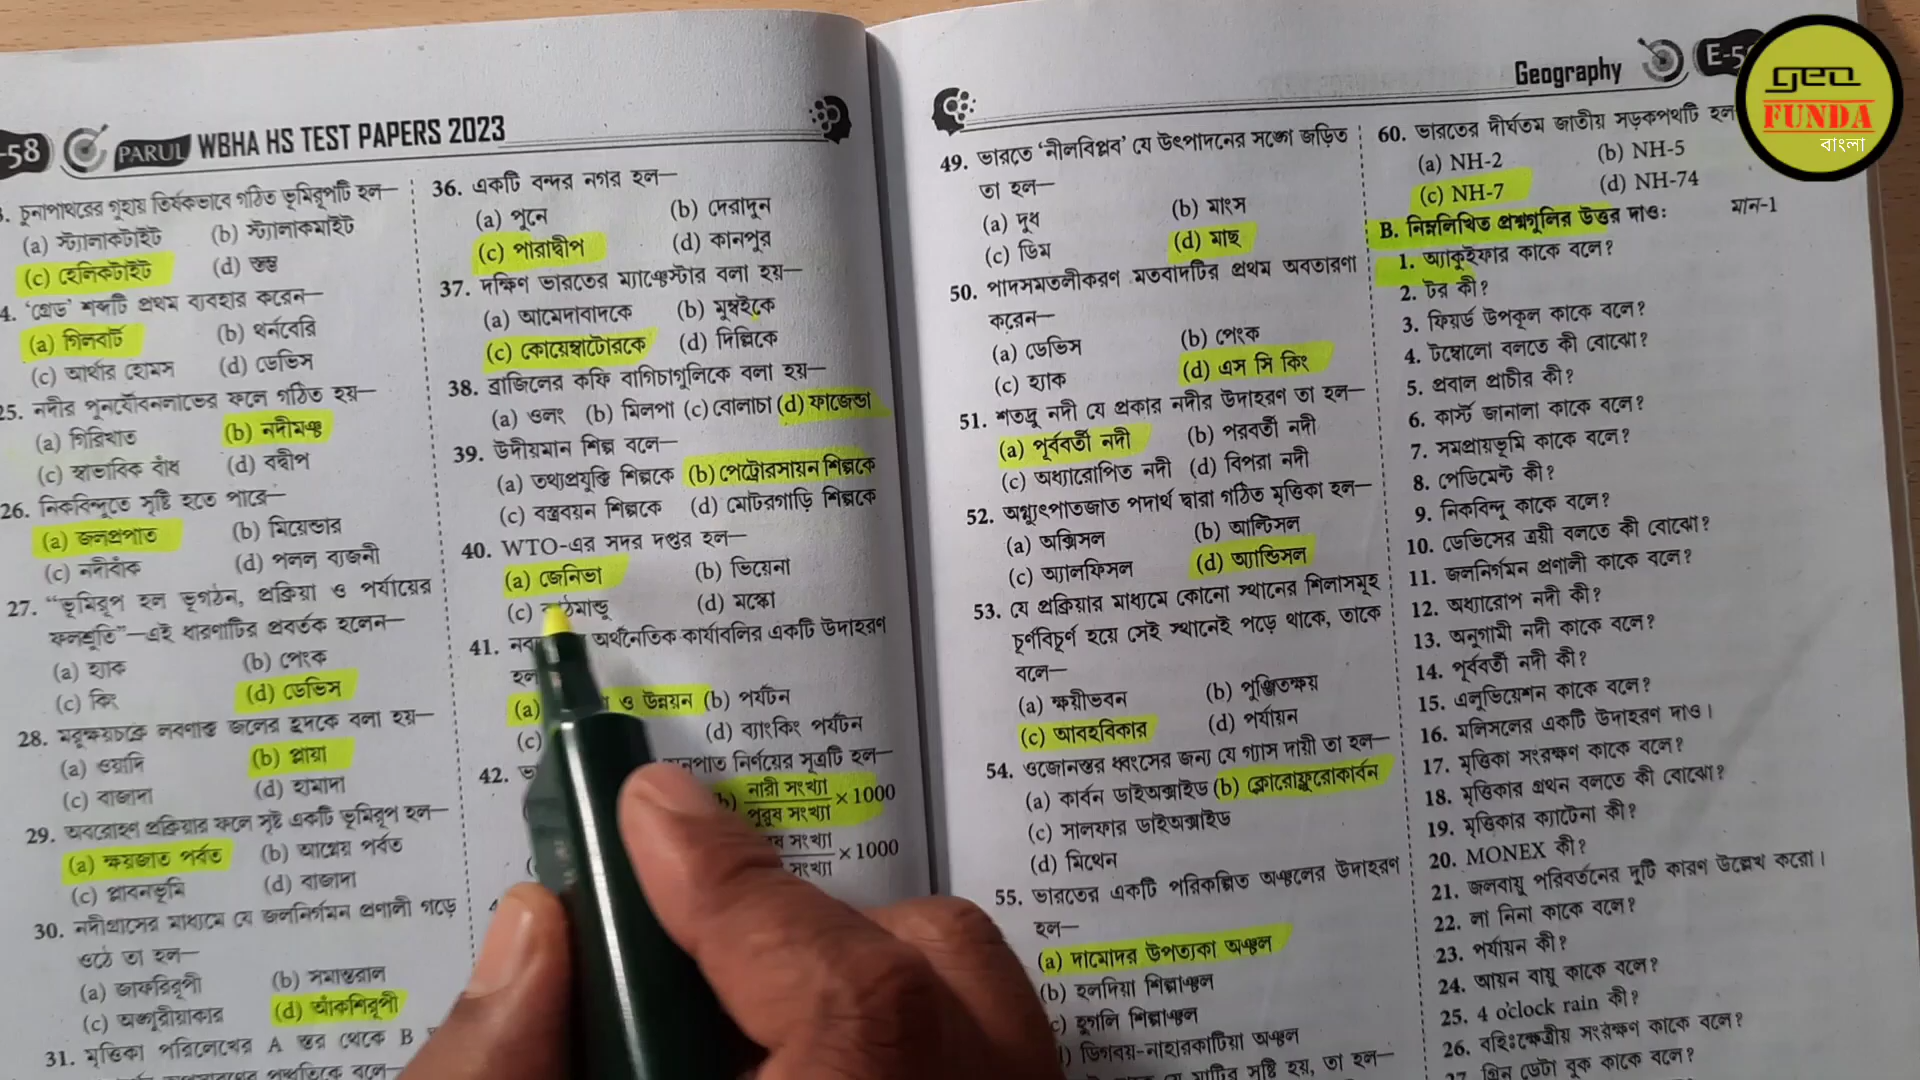 58
PARUL WBHA HS TEST PAPERS 2023
চুনাপাথরের গুহায় তির্যকভাবে গঠিত ভূমিরূপটি হল—
(a) স্ট্যালাকটাইট (b) স্ট্যালাকমাইট
(c) হেলিকটাইট (d) স্তম্ভ
4. ‘গ্রেড’ শব্দটি প্রথম ব্যবহার করেন—
(a) গিলবার্ট (b) থর্নবেরি
(c) আর্থার হোমস (d) ডেভিস
25. নদীর পুনর্যৌবনলাভের ফলে গঠিত হয়—
(a) গিরিখাত (b) নদীমঞ্চ
(c) স্বাভাবিক বাঁধ (d) বদ্বীপ
26. নিকবিন্দুতে সৃষ্টি হতে পারে—
(a) জলপ্রপাত (b) মিয়েন্ডার
(c) নদীবাঁক (d) পলল ব্যজনী
27. “ভূমিরূপ হল ভূগঠন, প্রক্রিয়া ও পর্যায়ের
ফলশ্রুতি”—এই ধারণাটির প্রবর্তক হলেন—
(a) হ্যাক (b) পেংক
(c) কিং (d) ডেভিস
28. মরুক্ষয়চক্রে লবণাক্ত জলের হ্রদকে বলা হয়—
(a) ওয়াদি (b) প্লায়া
(c) বাজাদা (d) হামাদা
29. অবরোহণ প্রক্রিয়ার ফলে সৃষ্ট একটি ভূমিরূপ হল—
(a) ক্ষয়জাত পর্বত (b) আগ্নেয় পর্বত
(c) প্লাবনভূমি (d) বাজাদা
30. নদীগ্রাসের মাধ্যমে যে জলনির্গমন প্রণালী গড়ে
ওঠে তা হল—
(a) জাফরিরূপী (b) সমান্তরাল
(c) অঙ্গুরীয়াকার (d) আঁকশিরূপী
31. মৃত্তিকা পরিলেখের A স্তর থেকে B
36. একটি বন্দর নগর হল—
(a) পুনে (b) দেরাদুন
(c) পারাদ্বীপ (d) কানপুর
37. দক্ষিণ ভারতের ম্যাঞ্চেস্টার বলা হয়—
(a) আমেদাবাদকে (b) মুম্বইকে
(c) কোয়েম্বাটোরকে (d) দিল্লিকে
38. ব্রাজিলের কফি বাগিচাগুলিকে বলা হয়—
(a) ওলং (b) মিলপা (c) বোলাচা (d) ফাজেন্ডা
39. উদীয়মান শিল্প বলে—
(a) তথ্যপ্রযুক্তি শিল্পকে (b) পেট্রোরসায়ন শিল্পকে
(c) বস্ত্রবয়ন শিল্পকে (d) মোটরগাড়ি শিল্পকে
40. WTO-এর সদর দপ্তর হল—
(a) জেনিভা (b) ভিয়েনা
(c) কাঠমান্ডু (d) মস্কো
41. অর্থনৈতিক কার্যাবলির একটি উদাহরণ
হল
(a) ও উন্নয়ন (b) পর্যটন
(c) (d) ব্যাংকিং পর্যটন
42. নির্ণয়ের সূত্রটি হল—
নারী সংখ্যা
পুরুষ সংখ্যা ×1000
সংখ্যা
সংখ্যা ×1000
Geography E-5
49. ভারতে ‘নীলবিপ্লব’ যে উৎপাদনের সঙ্গে জড়িত
তা হল—
(a) দুধ (b) মাংস
(c) ডিম (d) মাছ
50. পাদসমতলীকরণ মতবাদটির প্রথম অবতারণা
করেন—
(a) ডেভিস (b) পেংক
(c) হ্যাক (d) এস সি কিং
51. শতদ্রু নদী যে প্রকার নদীর উদাহরণ তা হল—
(a) পূর্ববর্তী নদী (b) পরবর্তী নদী
(c) অধ্যারোপিত নদী (d) বিপরা নদী
52. অগ্ন্যুৎপাতজাত পদার্থ দ্বারা গঠিত মৃত্তিকা হল—
(a) অক্সিসল (b) আল্টিসল
(c) অ্যালফিসল (d) অ্যান্ডিসল
53. যে প্রক্রিয়ার মাধ্যমে কোনো স্থানের শিলাসমূহ
চূর্ণবিচূর্ণ হয়ে সেই স্থানেই পড়ে থাকে, তাকে
বলে—
(a) ক্ষয়ীভবন (b) পুঞ্জিতক্ষয়
(c) আবহবিকার (d) পর্যায়ন
54. ওজোনস্তর ধ্বংসের জন্য যে গ্যাস দায়ী তা হল—
(a) কার্বন ডাইঅক্সাইড (b) ক্লোরোফ্লুরোকার্বন
(c) সালফার ডাইঅক্সাইড
(d) মিথেন
55. ভারতের একটি পরিকল্পিত অঞ্চলের উদাহরণ
হল—
(a) দামোদর উপত্যকা অঞ্চল
(b) হলদিয়া শিল্পাঞ্চল
হুগলি শিল্পাঞ্চল
ডিগবয়-নাহারকাটিয়া অঞ্চল
সৃষ্টি হয়, তা হল—
60. ভারতের দীর্ঘতম জাতীয় সড়কপথটি হল
(a) NH-2 (b) NH-5
(c) NH-7 (d) NH-74
B. নিম্নলিখিত প্রশ্নগুলির উত্তর দাও: মান-1
1. অ্যাকুইফার কাকে বলে?
2. টর কী?
3. ফিয়র্ড উপকূল কাকে বলে?
4. টম্বোলো বলতে কী বোঝো?
5. প্রবাল প্রাচীর কী?
6. কার্স্ট জানালা কাকে বলে?
7. সমপ্রায়ভূমি কাকে বলে?
8. পেডিমেন্ট কী?
9. নিকবিন্দু কাকে বলে?
10. ডেভিসের ত্রয়ী বলতে কী বোঝো?
11. জলনির্গমন প্রণালী কাকে বলে?
12. অধ্যারোপ নদী কী?
13. অনুগামী নদী কাকে বলে?
14. পূর্ববর্তী নদী কী?
15. এলুভিয়েশন কাকে বলে?
16. মলিসলের একটি উদাহরণ দাও।
17. মৃত্তিকা সংরক্ষণ কাকে বলে?
18. মৃত্তিকার গ্রথন বলতে কী বোঝো?
19. মৃত্তিকার ক্যাটেনা কী?
20. MONEX কী?
21. জলবায়ু পরিবর্তনের দুটি কারণ উল্লেখ করো।
22. লা নিনা কাকে বলে?
23. পর্যায়ন কী?
24. আয়ন বায়ু কাকে বলে?
25. 4 o'clock rain কী?
26. বহিঃক্ষেত্রীয় সংরক্ষণ কাকে বলে?
27. গ্রিন ডেটা বুক কাকে বলে?
geo
FUNDA
বাংলা